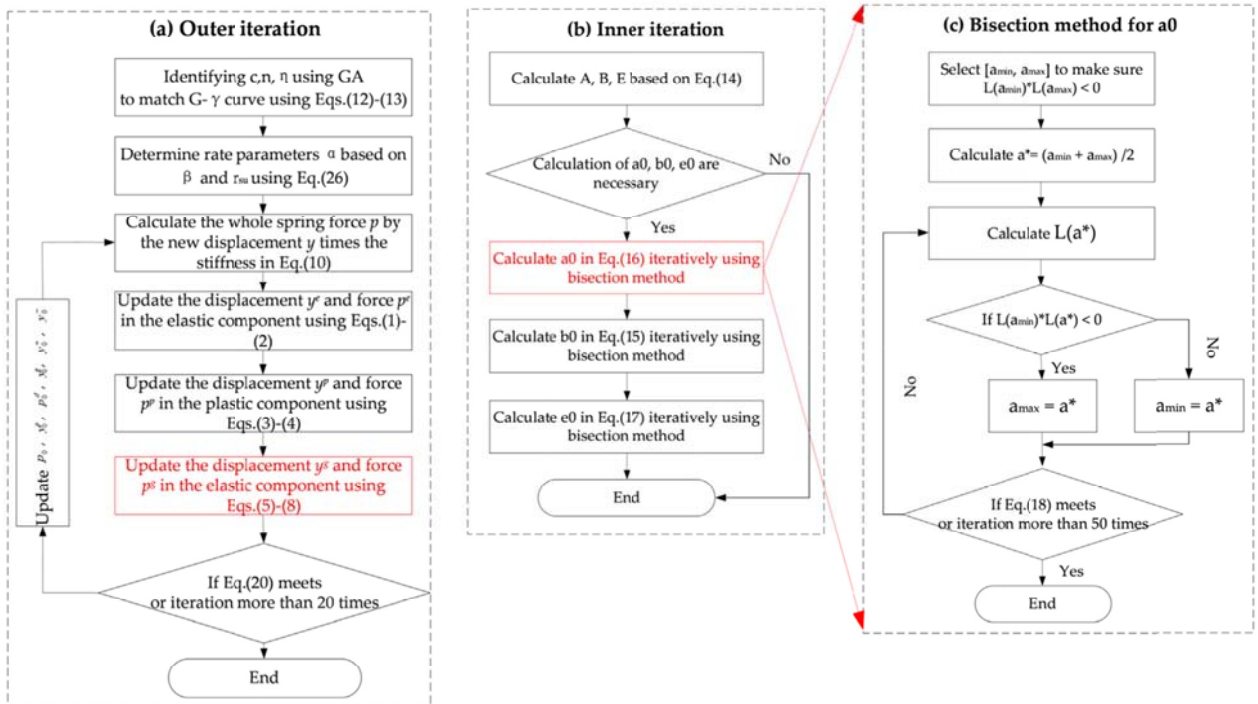 (a) Outer iteration
Identifying c,n, η using GA
to match G- γ curve using Eqs.(12)-(13)
Determine rate parameters α based on
β and rsu using Eq.(26)
Calculate the whole spring force p by
the new displacement y times the
stiffness in Eq.(10)
Update the displacement yᵉ and force pᵉ
in the elastic component using Eqs.(1)-
(2)
Update the displacement yᵖ and force
pᵖ in the plastic component using
Eqs.(3)-(4)
Update the displacement yᵍ and force
pᵍ in the elastic component using
Eqs.(5)-(8)
If Eq.(20) meets
or iteration more than 20 times
End
Update
(b) Inner iteration
Calculate A, B, E based on Eq.(14)
Calculation of a0, b0, e0 are
necessary
No
Yes
Calculate a0 in Eq.(16) iteratively using
bisection method
Calculate b0 in Eq.(15) iteratively using
bisection method
Calculate e0 in Eq.(17) iteratively using
bisection method
End
(c) Bisection method for a0
Select [amin, amax] to make sure
L(amin)*L(amax) < 0
Calculate a*= (amin + amax) /2
Calculate L(a*)
If L(amin)*L(a*) < 0
No
Yes
amax = a*
amin = a*
No
If Eq.(18) meets
or iteration more than 50 times
Yes
End